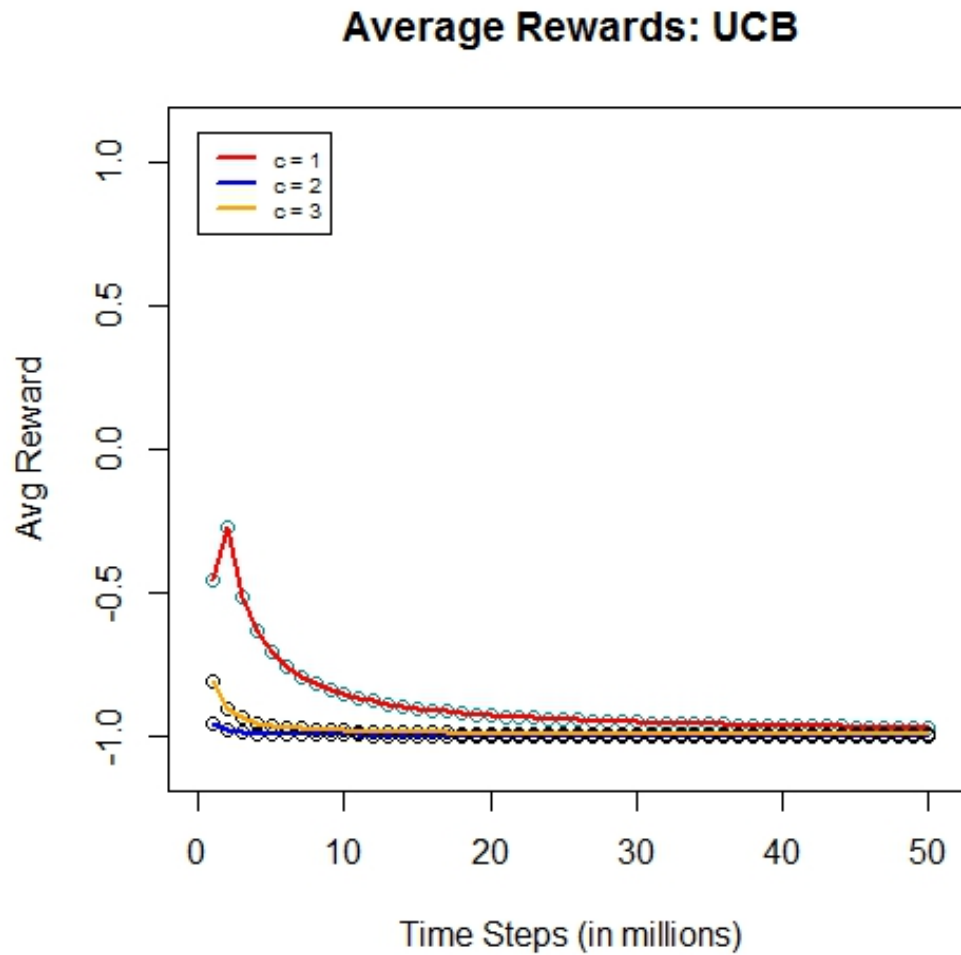 Average Rewards: UCB
c = 1
c = 2
c = 3
1.0
0.5
0.0
-0.5
-1.0
Avg Reward
0 10 20 30 40 50
Time Steps (in millions)